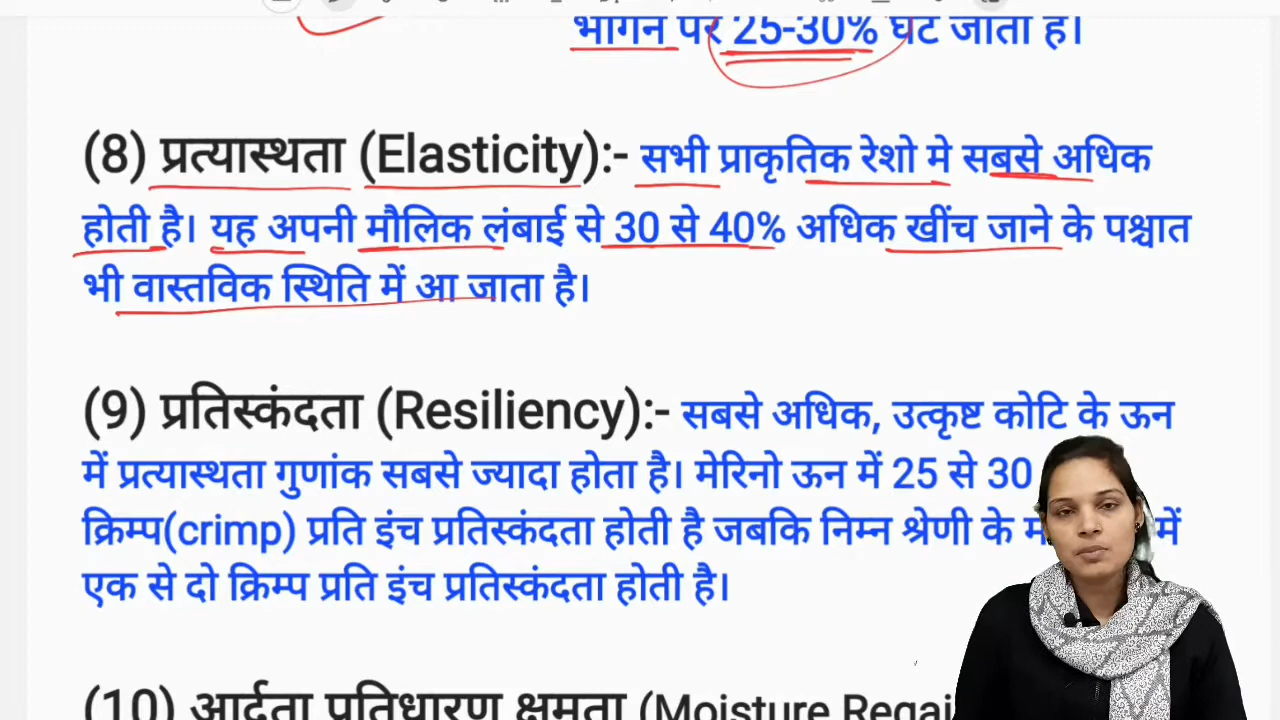 भीगने पर 25-30% घट जाता है।
(8) प्रत्यास्थता (Elasticity):- सभी प्राकृतिक रेशो मे सबसे अधिक
होती है। यह अपनी मौलिक लंबाई से 30 से 40% अधिक खींच जाने के पश्चात
भी वास्तविक स्थिति में आ जाता है।
(9) प्रतिस्कंदता (Resiliency):- सबसे अधिक, उत्कृष्ट कोटि के ऊन
में प्रत्यास्थता गुणांक सबसे ज्यादा होता है। मेरिनो ऊन में 25 से 30
क्रिम्प(crimp) प्रति इंच प्रतिस्कंदता होती है जबकि निम्न श्रेणी के में
एक से दो क्रिम्प प्रति इंच प्रतिस्कंदता होती है।
(10) आर्द्रता प्रतिधारण क्षमता (Moisture